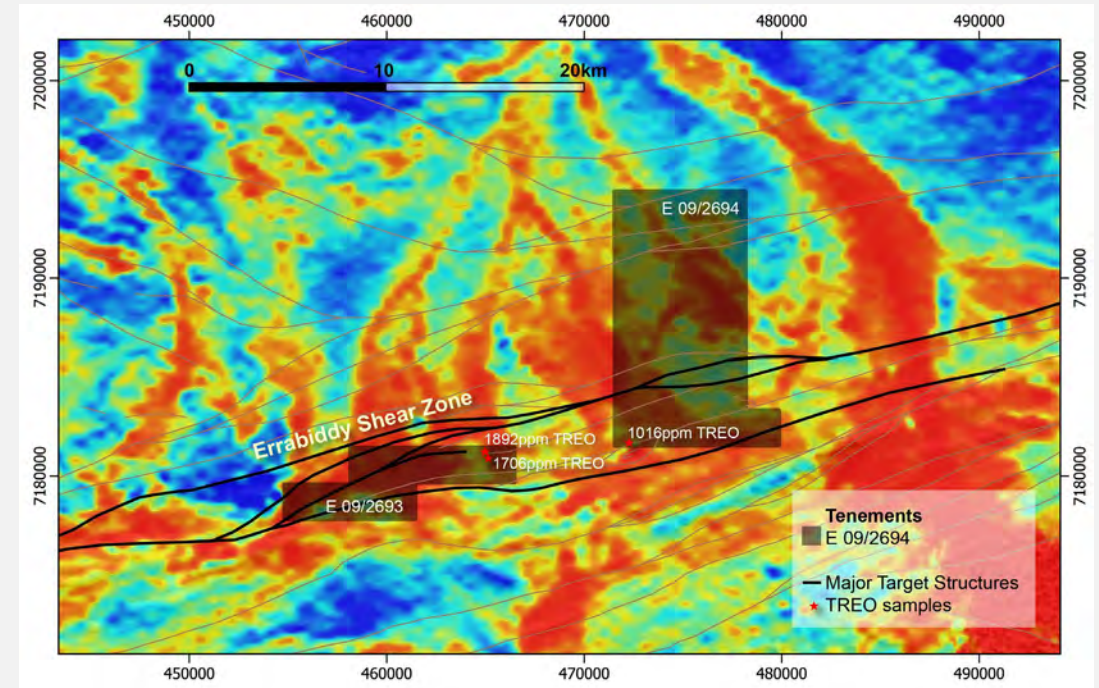 450000 460000 470000 480000 490000
7200000
7200000
0 10 20km
E 09/2694
7190000
7190000
Errabiddy Shear Zone
1892ppm TREO
1016ppm TREO
1706ppm TREO
7180000
7180000
E 09/2693
Tenements
E 09/2694
Major Target Structures
TREO samples
450000 460000 470000 480000 490000